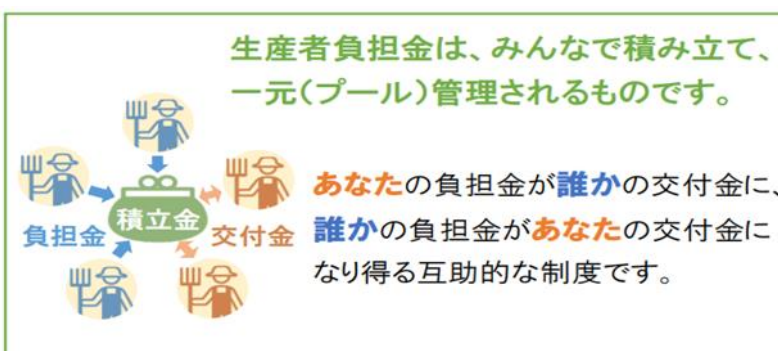 生産者負担金は、みんなで積み立て、
一元(プール)管理されるものです。
あなたの負担金が誰かの交付金に、
誰かの負担金があなたの交付金に
なり得る互助的な制度です。
積立金
負担金
交付金